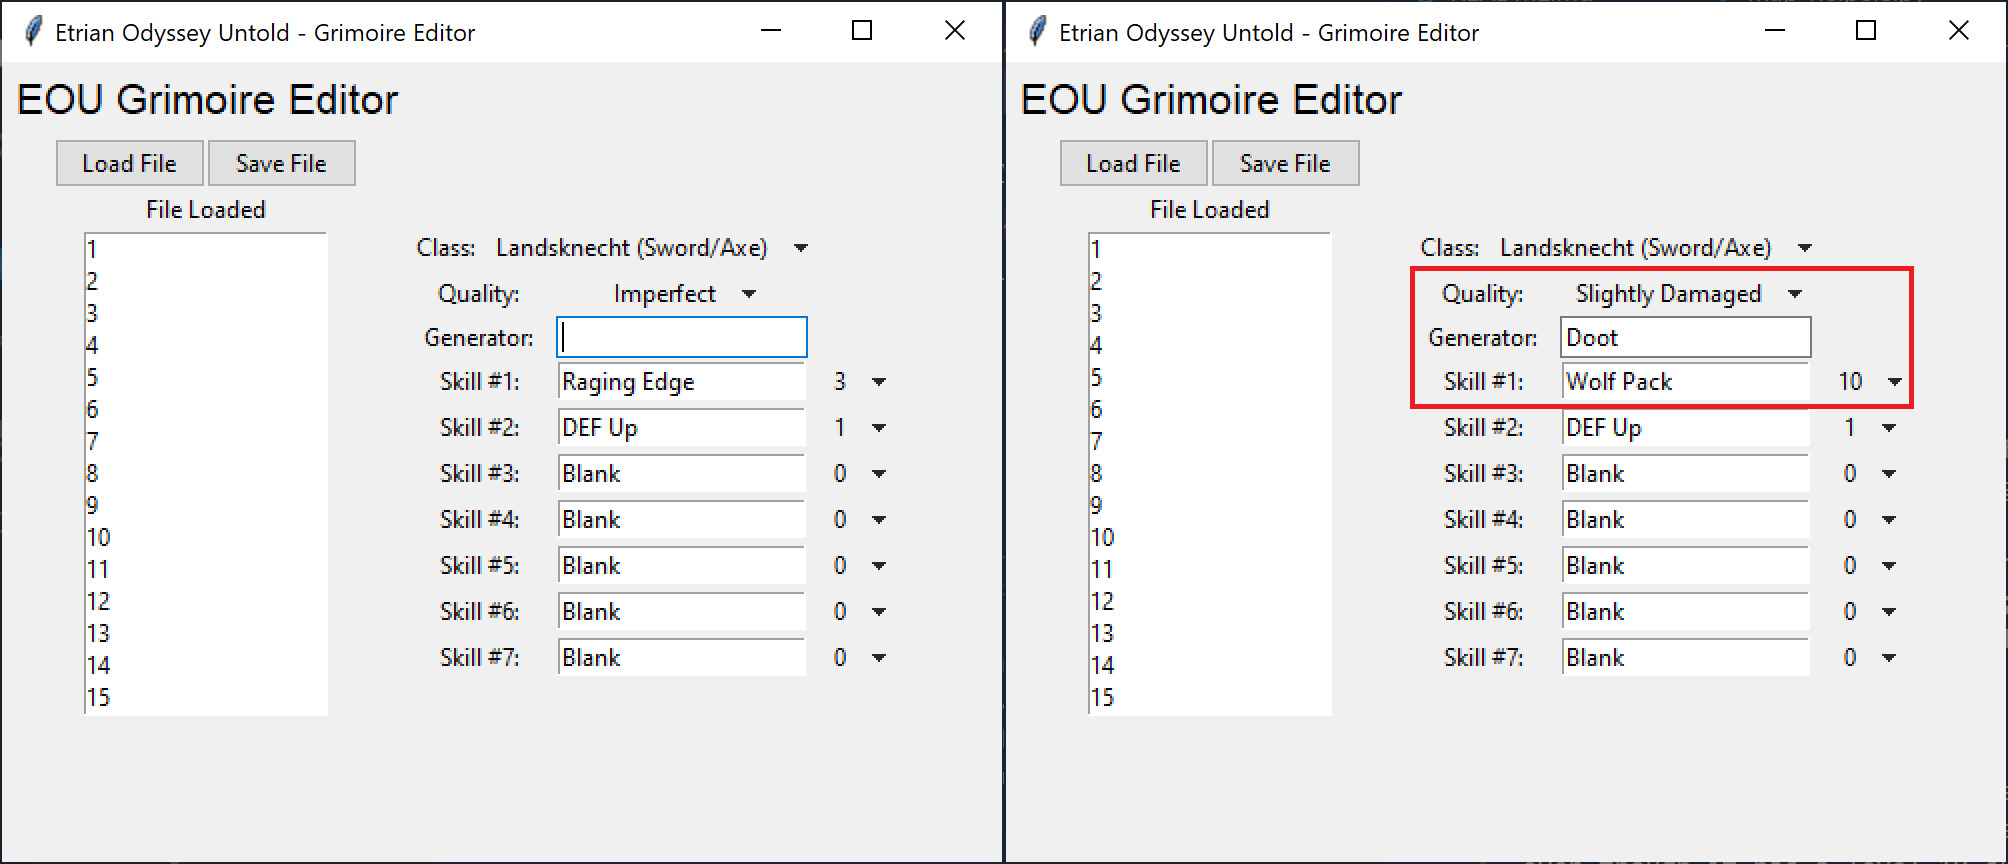 Etrian Odyssey Untold - Grimoire Editor
EOU Grimoire Editor
Load File
Save File
File Loaded
1
2
3
4
5
6
7
8
9
10
11
12
13
14
15
Class: Landsknecht (Sword/Axe)
Quality: Imperfect
Generator:
Skill #1: Raging Edge 3
Skill #2: DEF Up 1
Skill #3: Blank 0
Skill #4: Blank 0
Skill #5: Blank 0
Skill #6: Blank 0
Skill #7: Blank 0
Etrian Odyssey Untold - Grimoire Editor
EOU Grimoire Editor
Load File
Save File
File Loaded
1
2
3
4
5
6
7
8
9
10
11
12
13
14
15
Class: Landsknecht (Sword/Axe)
Quality: Slightly Damaged
Generator: Doot
Skill #1: Wolf Pack 10
Skill #2: DEF Up 1
Skill #3: Blank 0
Skill #4: Blank 0
Skill #5: Blank 0
Skill #6: Blank 0
Skill #7: Blank 0